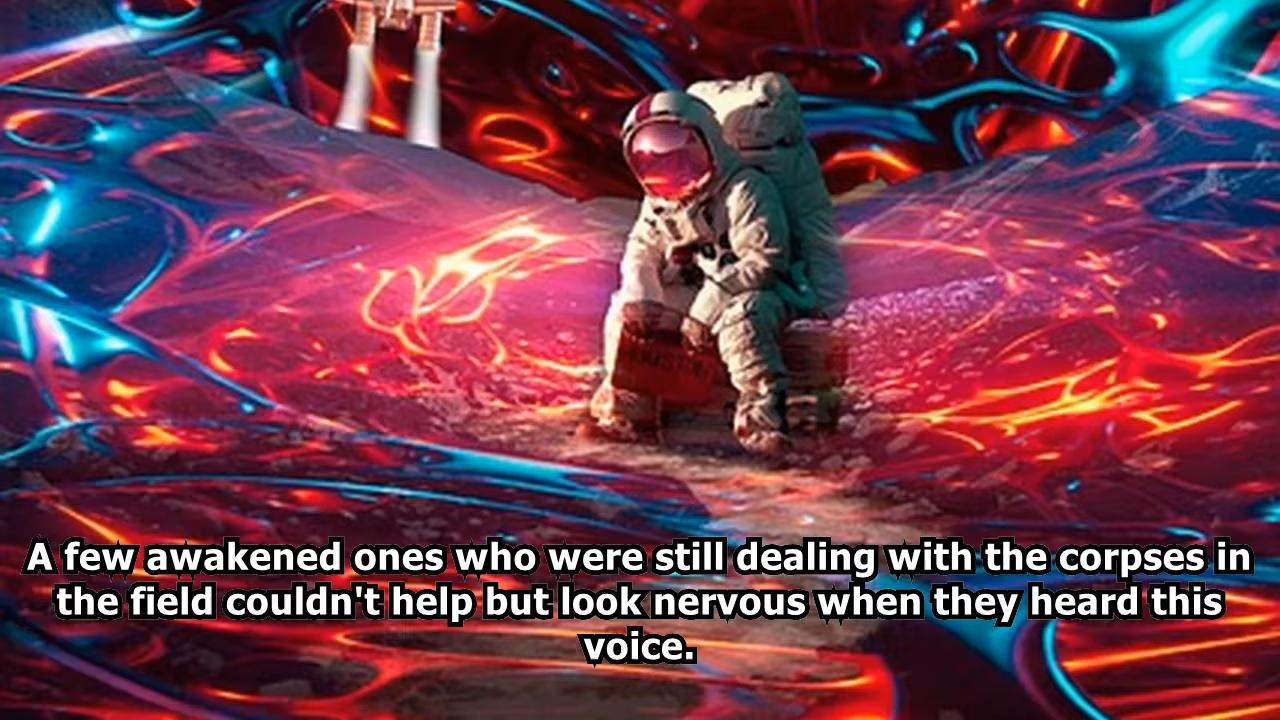 A few awakened ones who were still dealing with the corpses in
the field couldn't help but look nervous when they heard this
voice.